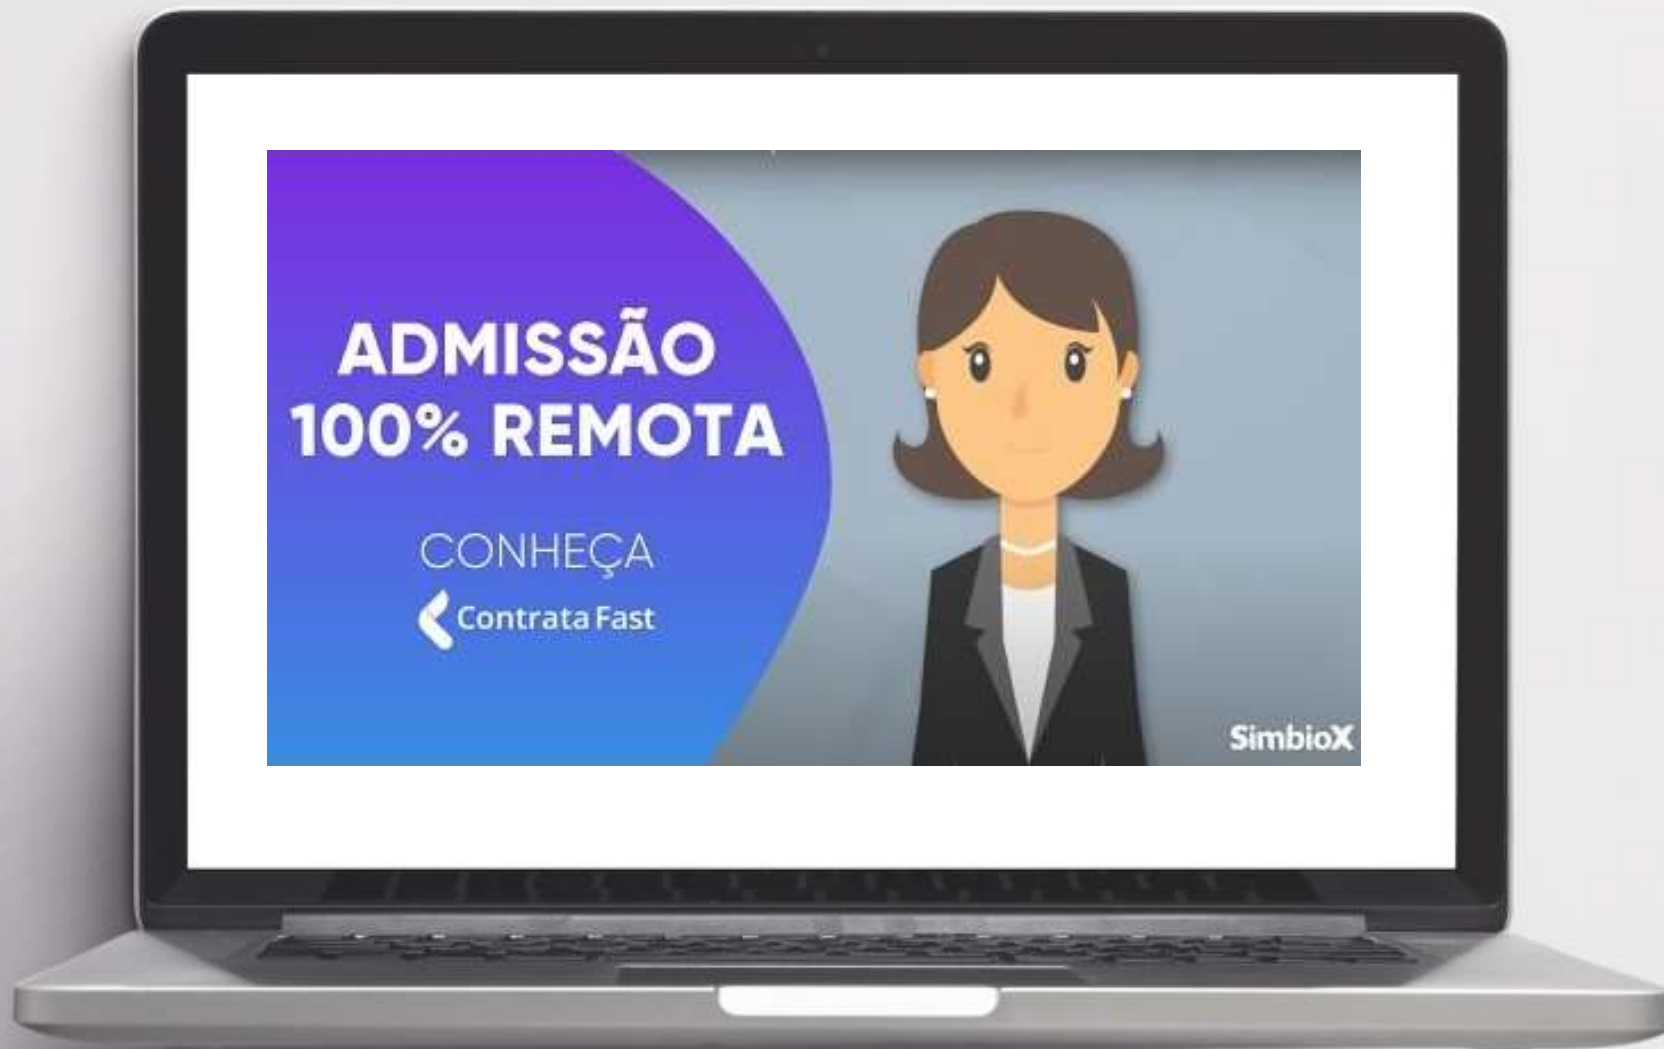 ADMISSÃO
100% REMOTA
CONHEÇA
Contrata Fast
SimbioX